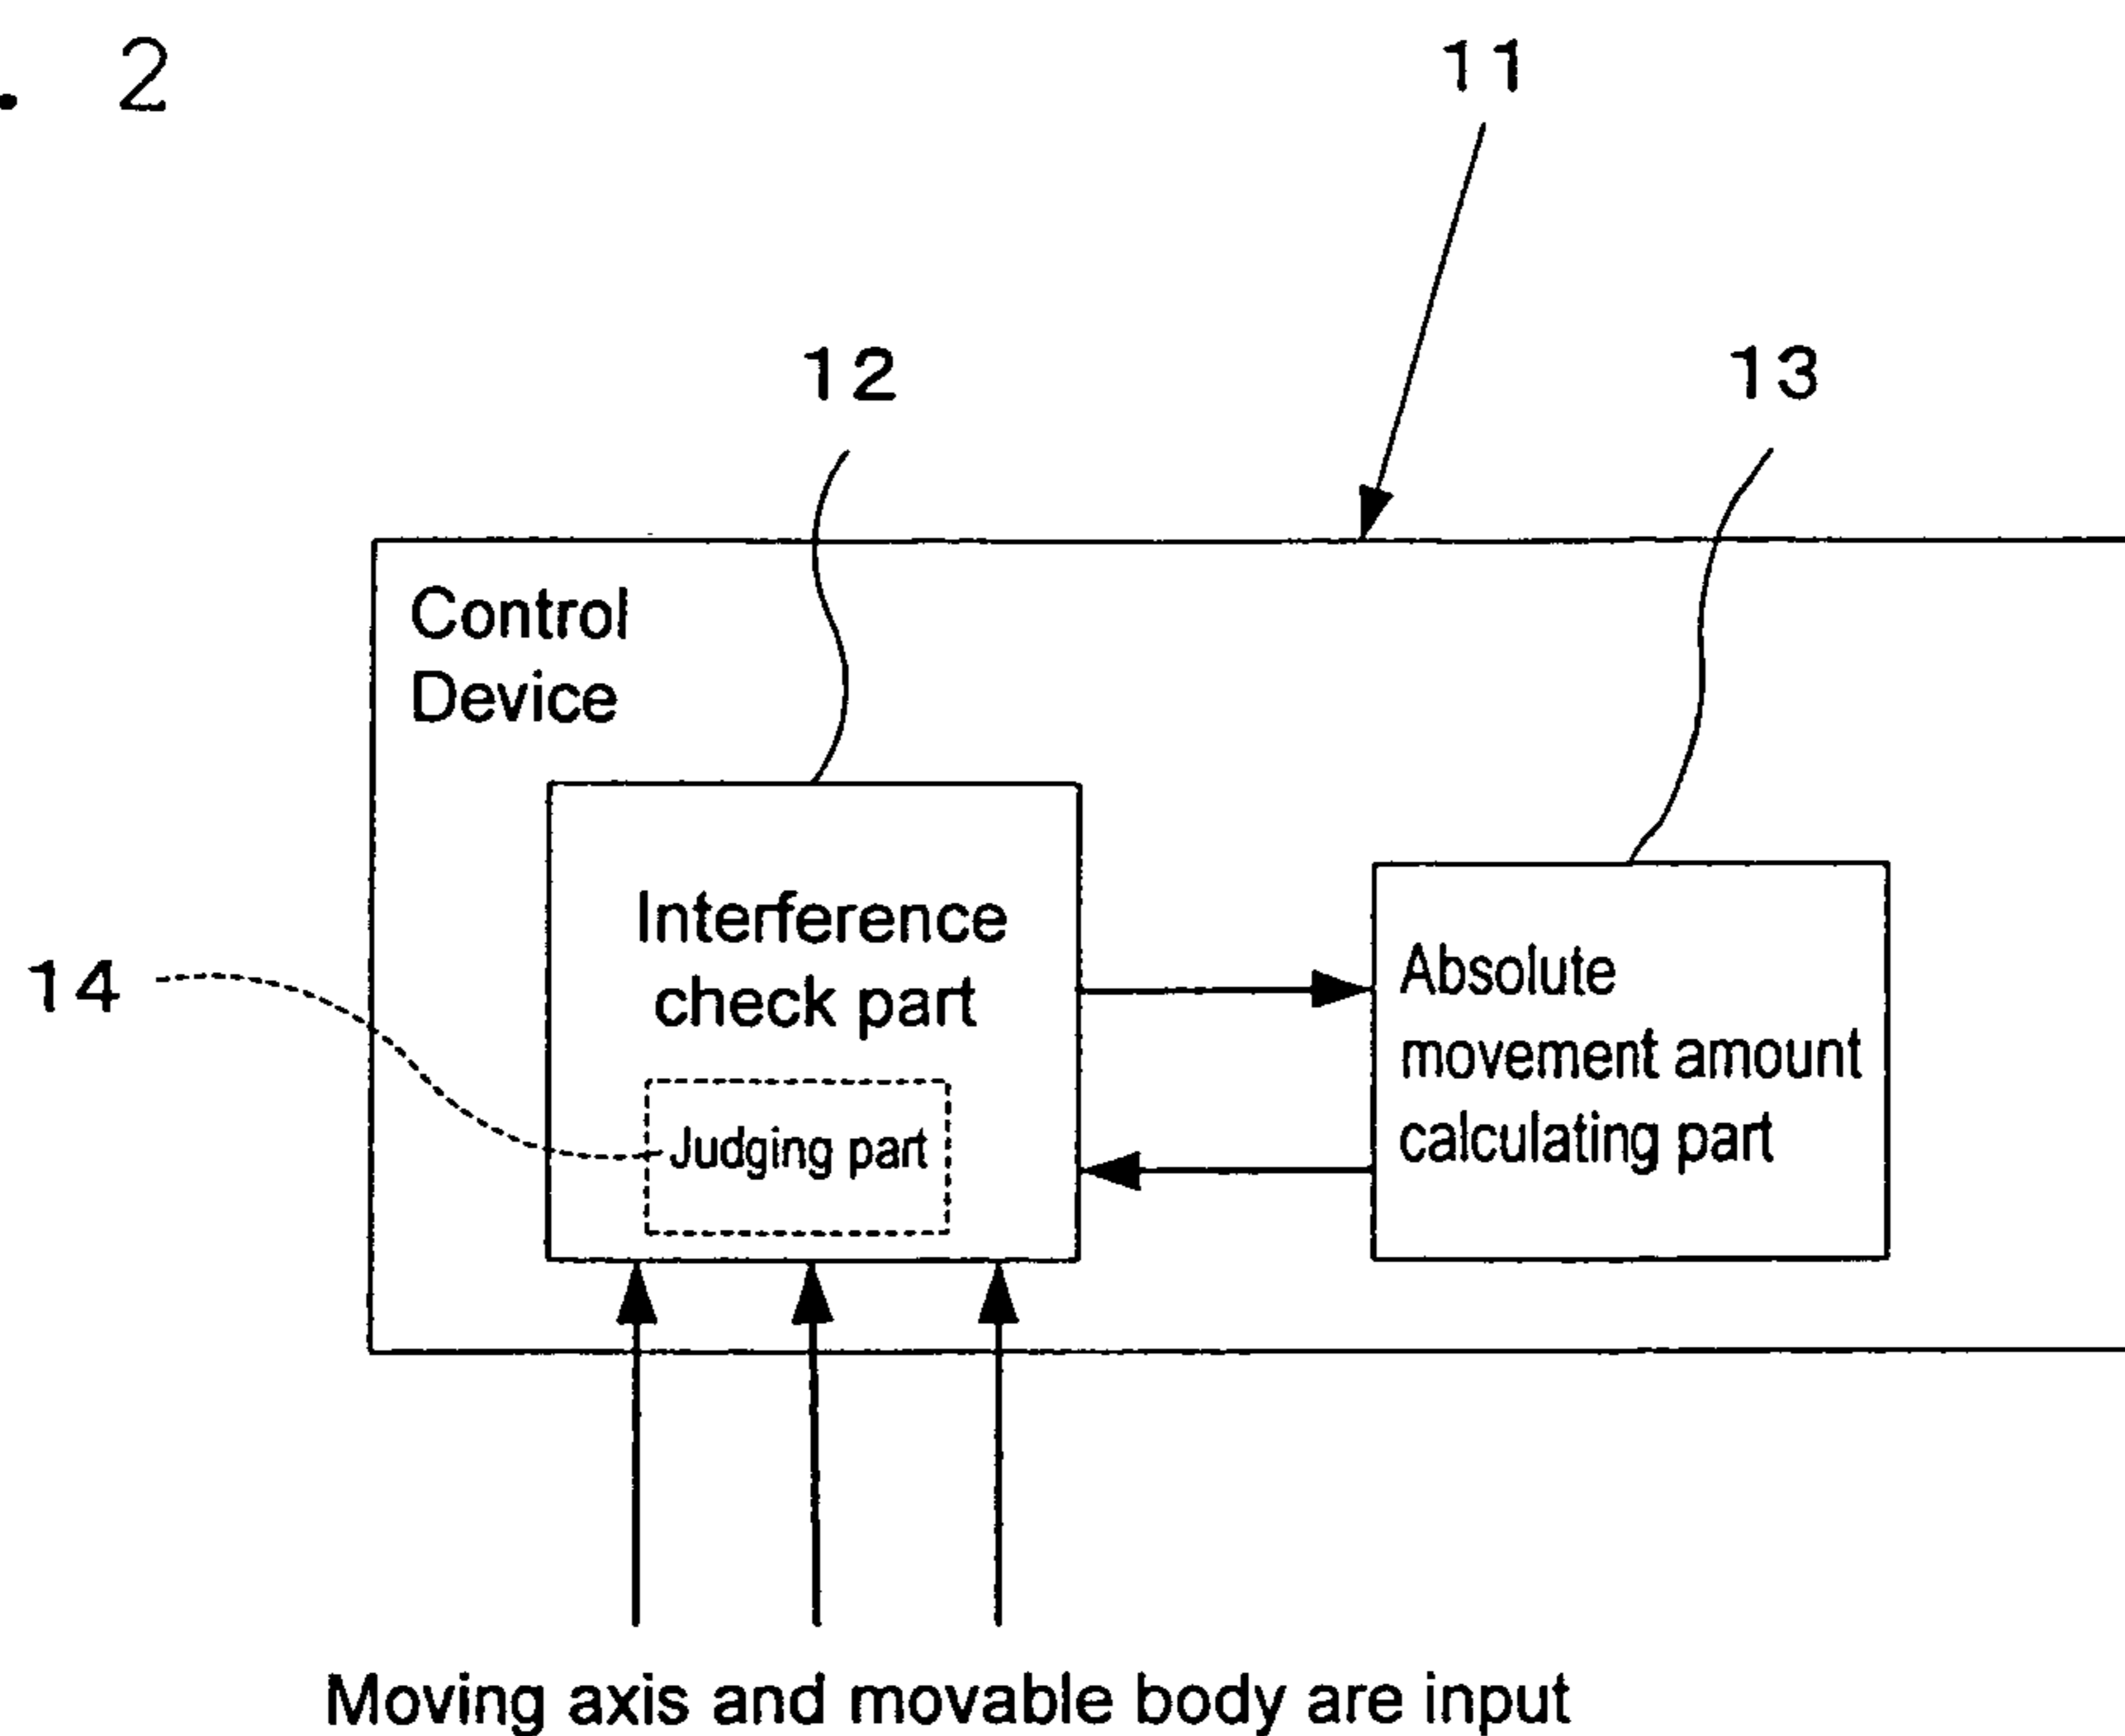 . 2
11
12
13
Control
Device
Interference
check part
14
Judging part
Absolute
movement amount
calculating part
Moving axis and movable body are input